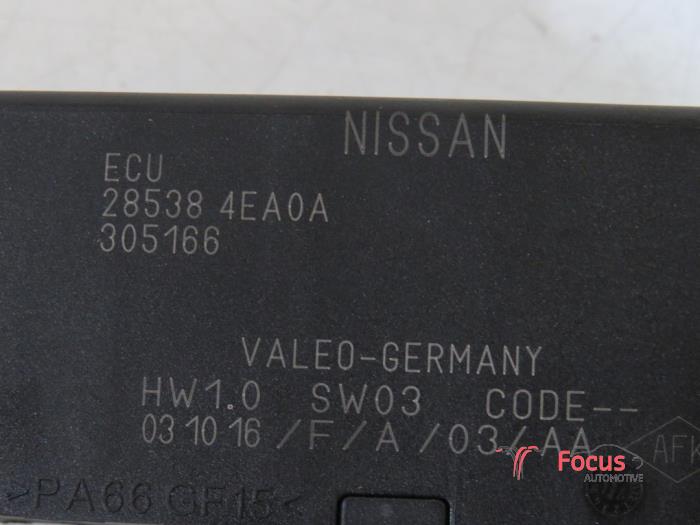 NISSAN
ECU
28538 4EA0A
305166
VALEO-GERMANY
HW1.0 SW03 CODE--
03 10 16 /F/A/03/AA
AFK
>PA66 GF15<
Focus
AUTOMOTIVE